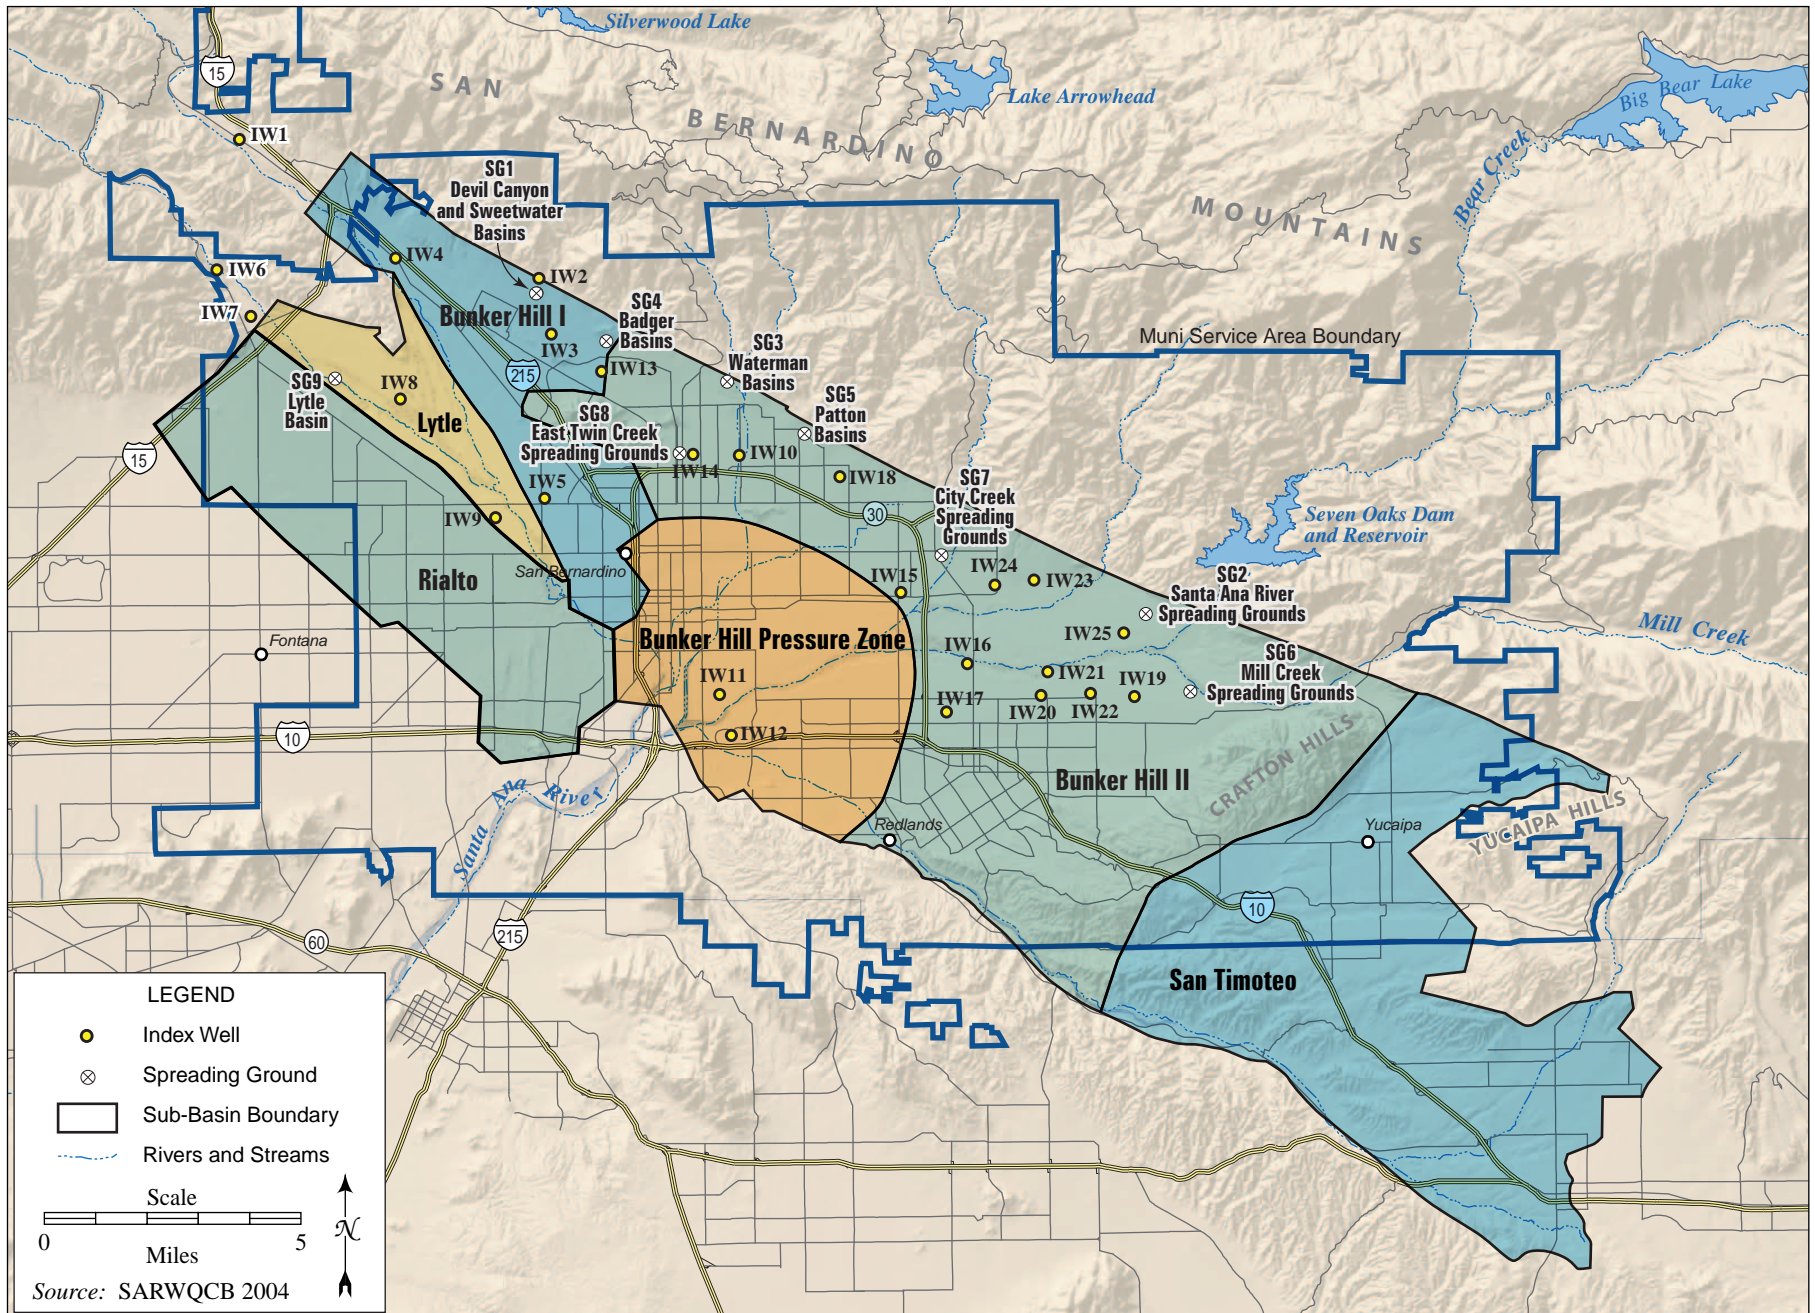 Silverwood Lake
15
SAN
BERNARDINO
MOUNTAINS
Lake Arrowhead
Big Bear Lake
Bear Creek
IW1
SG1
Devil Canyon
and Sweetwater
Basins
IW4
IW2
IW6
IW7
Bunker Hill I
IW3
SG4
Badger
Basins
IW13
215
SG3
Waterman
Basins
Muni Service Area Boundary
SG5
Patton
Basins
SG9
Lytle
Basin
IW8
Lytle
SG8
East Twin Creek
Spreading Grounds
IW14
IW10
IW18
15
IW5
IW9
SG7
City Creek
Spreading
Grounds
30
Seven Oaks Dam
and Reservoir
San Bernardino
Rialto
IW15
IW24
IW23
SG2
Santa Ana River
Spreading Grounds
Mill Creek
Fontana
Bunker Hill Pressure Zone
IW25
IW16
IW11
IW21
IW19
SG6
Mill Creek
Spreading Grounds
IW17
IW20
IW22
10
IW12
Bunker Hill II
CRAFTON HILLS
Santa Ana River
Redlands
Yucaipa
YUCAIPA HILLS
10
60
215
San Timoteo
LEGEND
Index Well
Spreading Ground
Sub-Basin Boundary
Rivers and Streams
Scale
0
5
Miles
N
Source: SARWQCB 2004